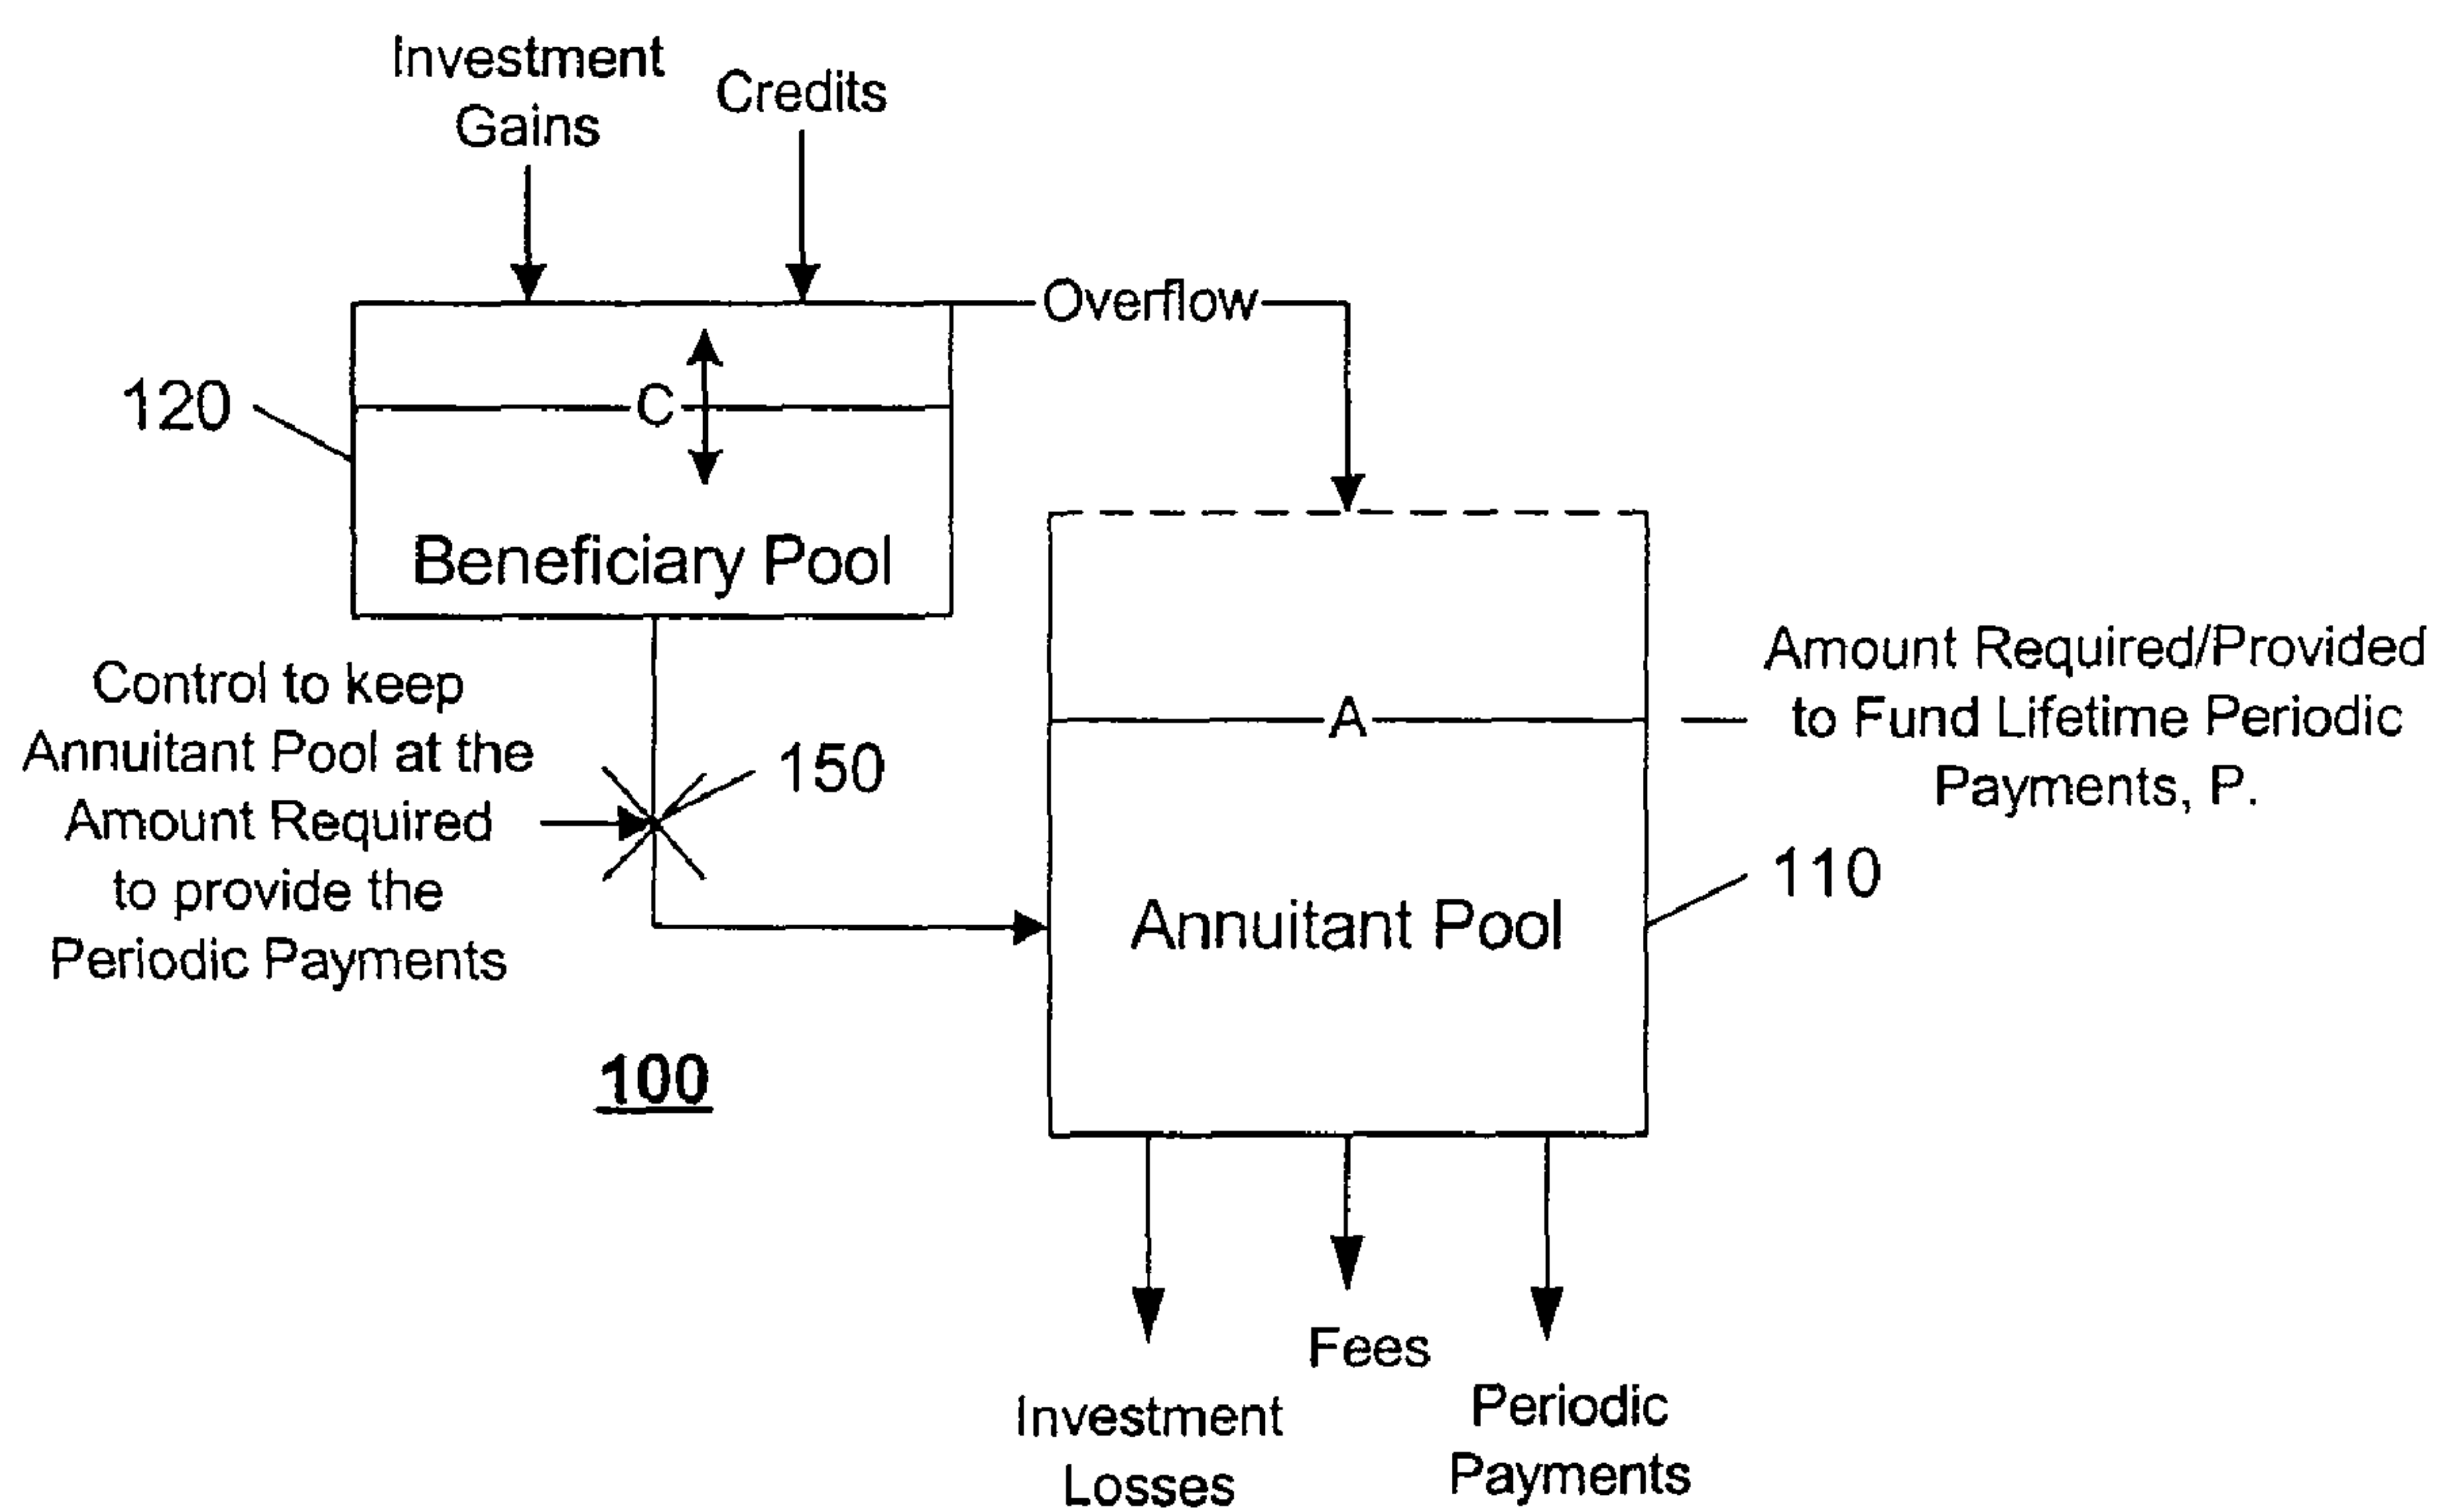 Investment
Gains
Credits
Overflow
120
C
Beneficiary Pool
Control to keep
Annuitant Pool at the
Amount Required
to provide the
Periodic Payments
150
A
Amount Required/Provided
to Fund Lifetime Periodic
Payments, P.
110
Annuitant Pool
100
Investment
Losses
Fees
Periodic
Payments